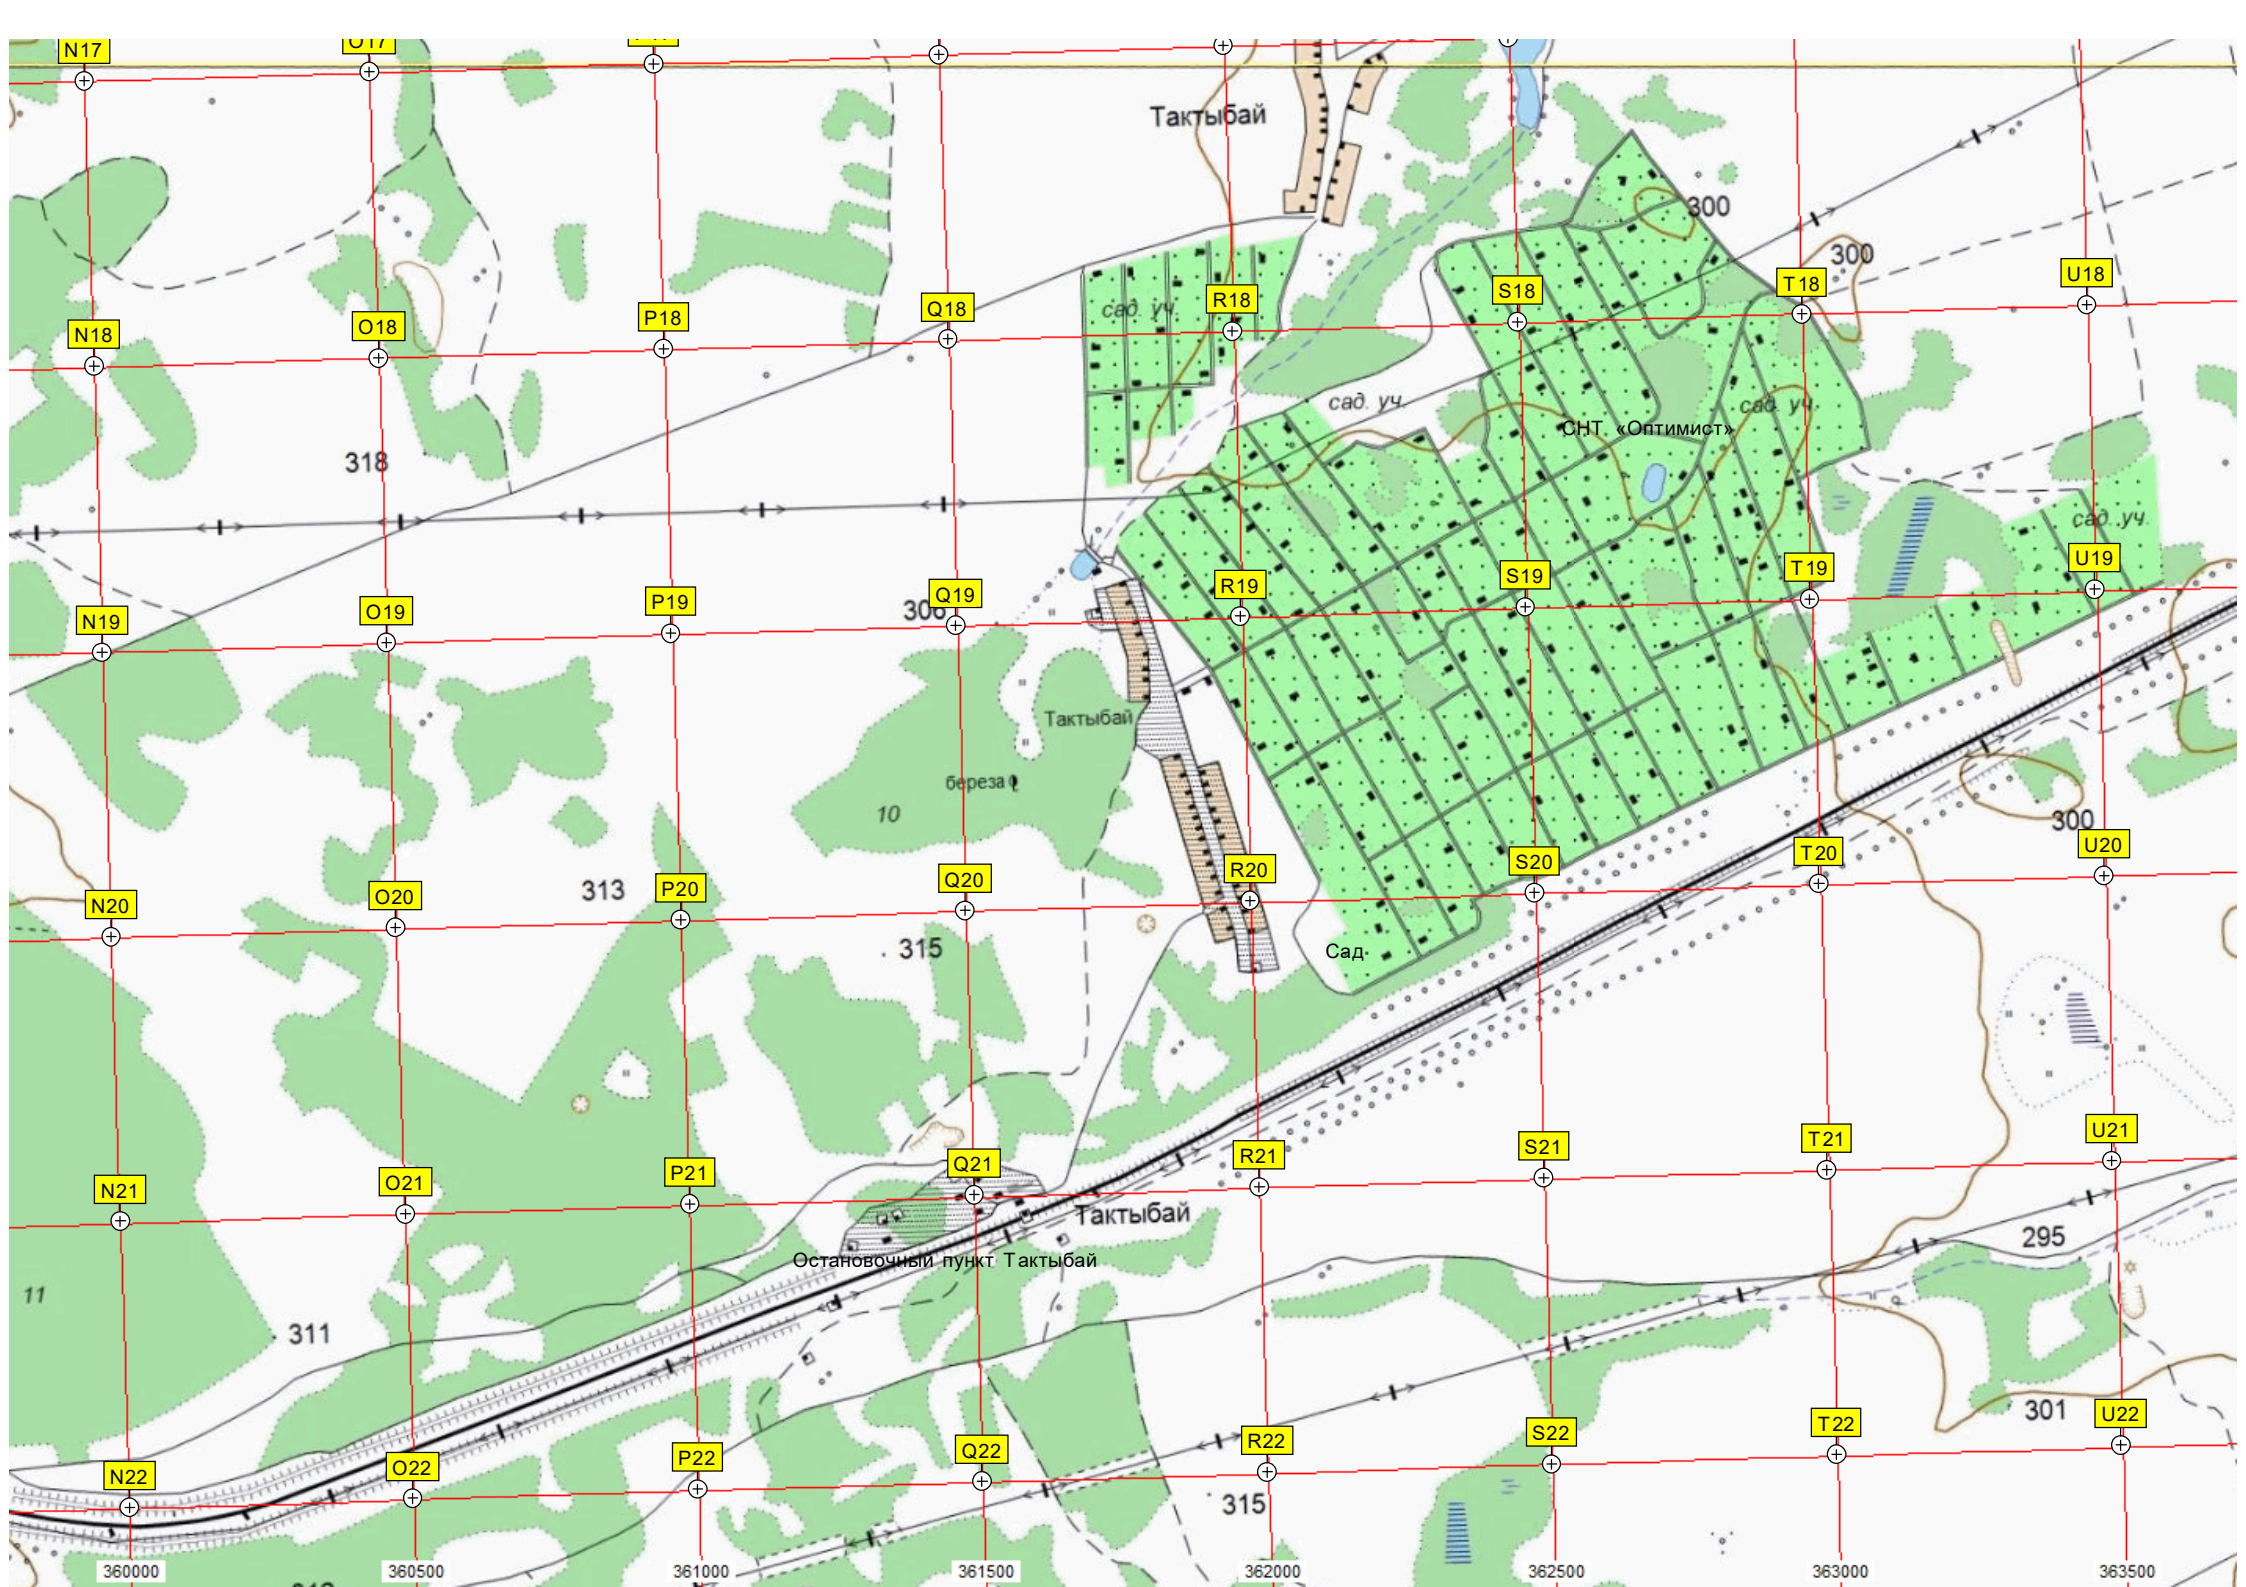 N17
O17
Тактыбай
300
300
сад. уч.
N18
O18
P18
Q18
R18
S18
T18
U18
сад. уч.
сад. уч.
СНТ «Оптимист»
318
сад. уч.
N19
O19
P19
306
Q19
R19
S19
T19
U19
Тактыбай
береза
10
300
N20
O20
313
P20
Q20
R20
S20
T20
U20
315
Сад
N21
O21
P21
Q21
R21
S21
T21
U21
Тактыбай
Остановочный пункт Тактыбай
295
11
311
301
N22
O22
P22
Q22
R22
S22
T22
U22
315
360000
360500
361000
361500
362000
362500
363000
363500